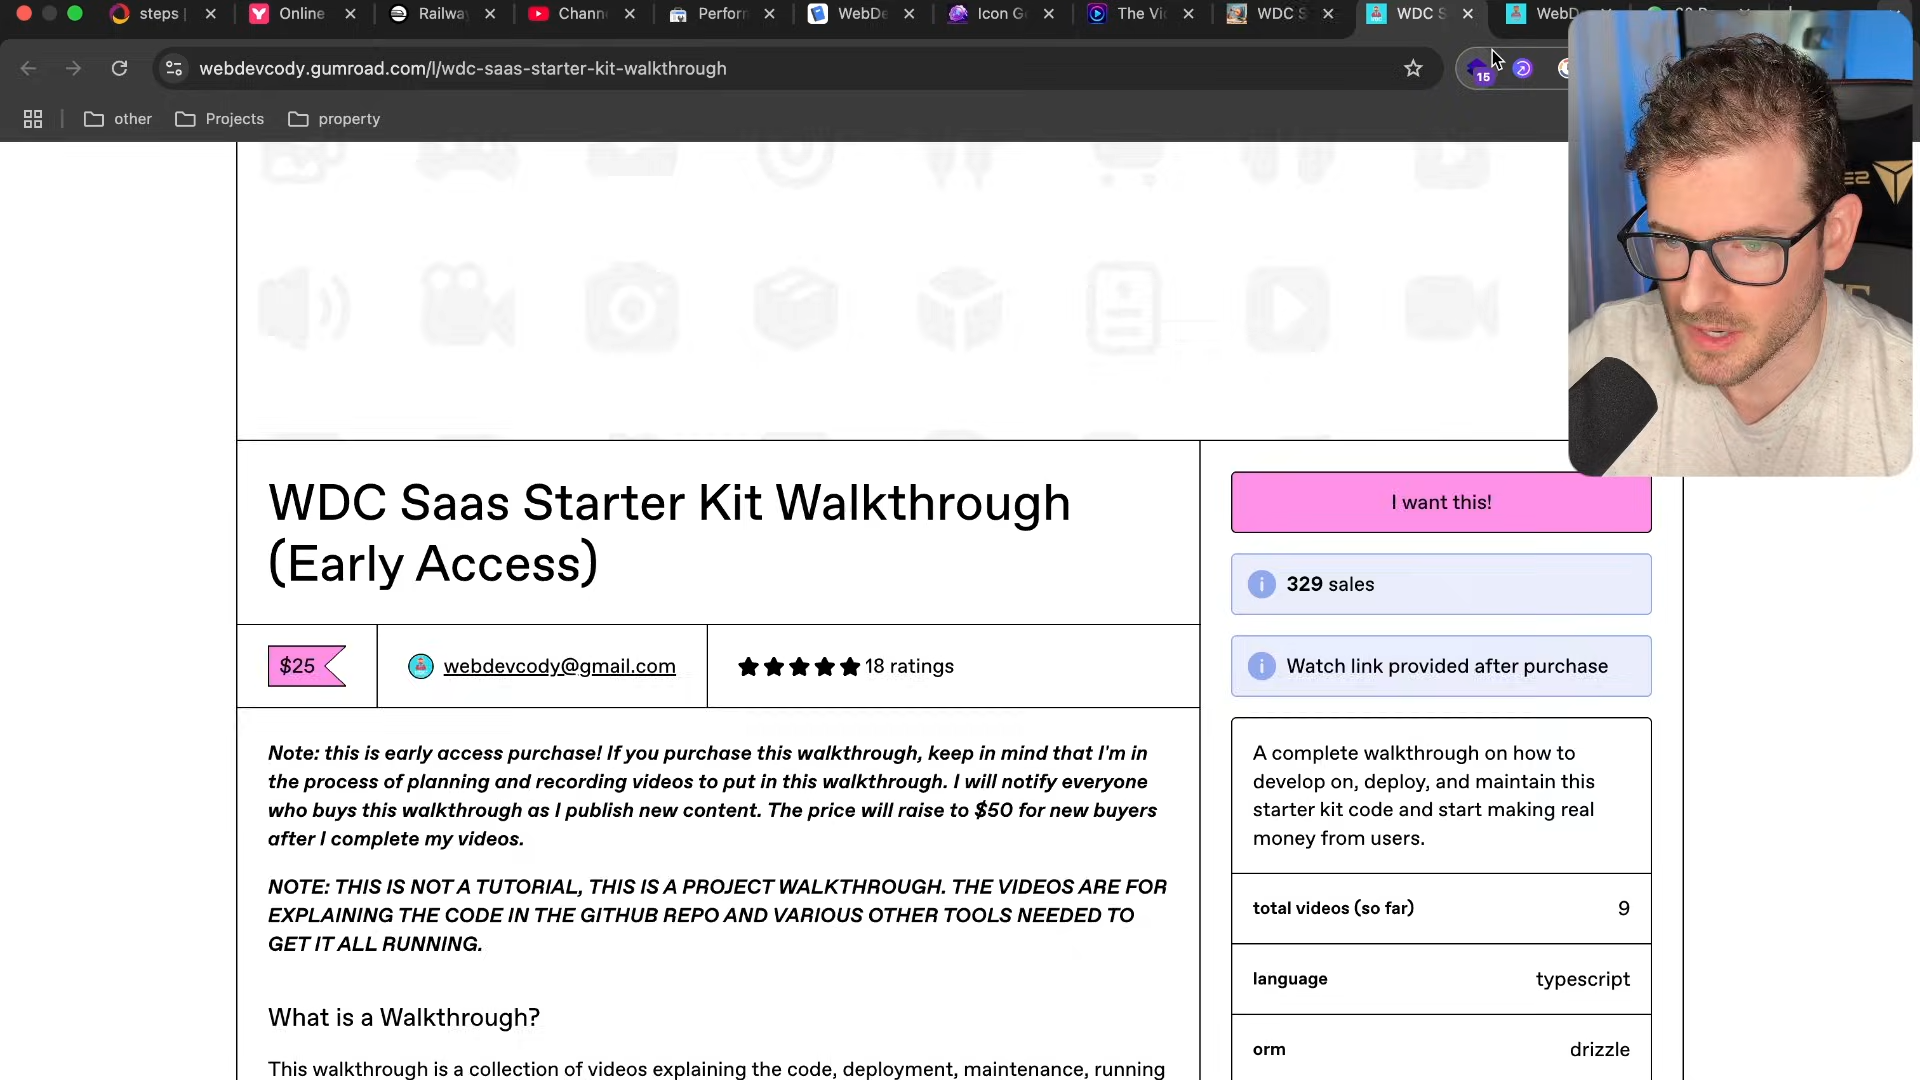 steps |
Online
Railway
Chann
Perfor
WebDe
Icon G
The Vi
WDC S
WDC S
WebD
webdevcody.gumroad.com/l/wdc-saas-starter-kit-walkthrough
15
other
Projects
property
WDC Saas Starter Kit Walkthrough
(Early Access)
$25
webdevcody@gmail.com
18 ratings
Note: this is early access purchase! If you purchase this walkthrough, keep in mind that I'm in
the process of planning and recording videos to put in this walkthrough. I will notify everyone
who buys this walkthrough as I publish new content. The price will raise to $50 for new buyers
after I complete my videos.
NOTE: THIS IS NOT A TUTORIAL, THIS IS A PROJECT WALKTHROUGH. THE VIDEOS ARE FOR
EXPLAINING THE CODE IN THE GITHUB REPO AND VARIOUS OTHER TOOLS NEEDED TO
GET IT ALL RUNNING.
What is a Walkthrough?
This walkthrough is a collection of videos explaining the code, deployment, maintenance, running
I want this!
329 sales
Watch link provided after purchase
A complete walkthrough on how to
develop on, deploy, and maintain this
starter kit code and start making real
money from users.
total videos (so far) 9
language typescript
orm drizzle